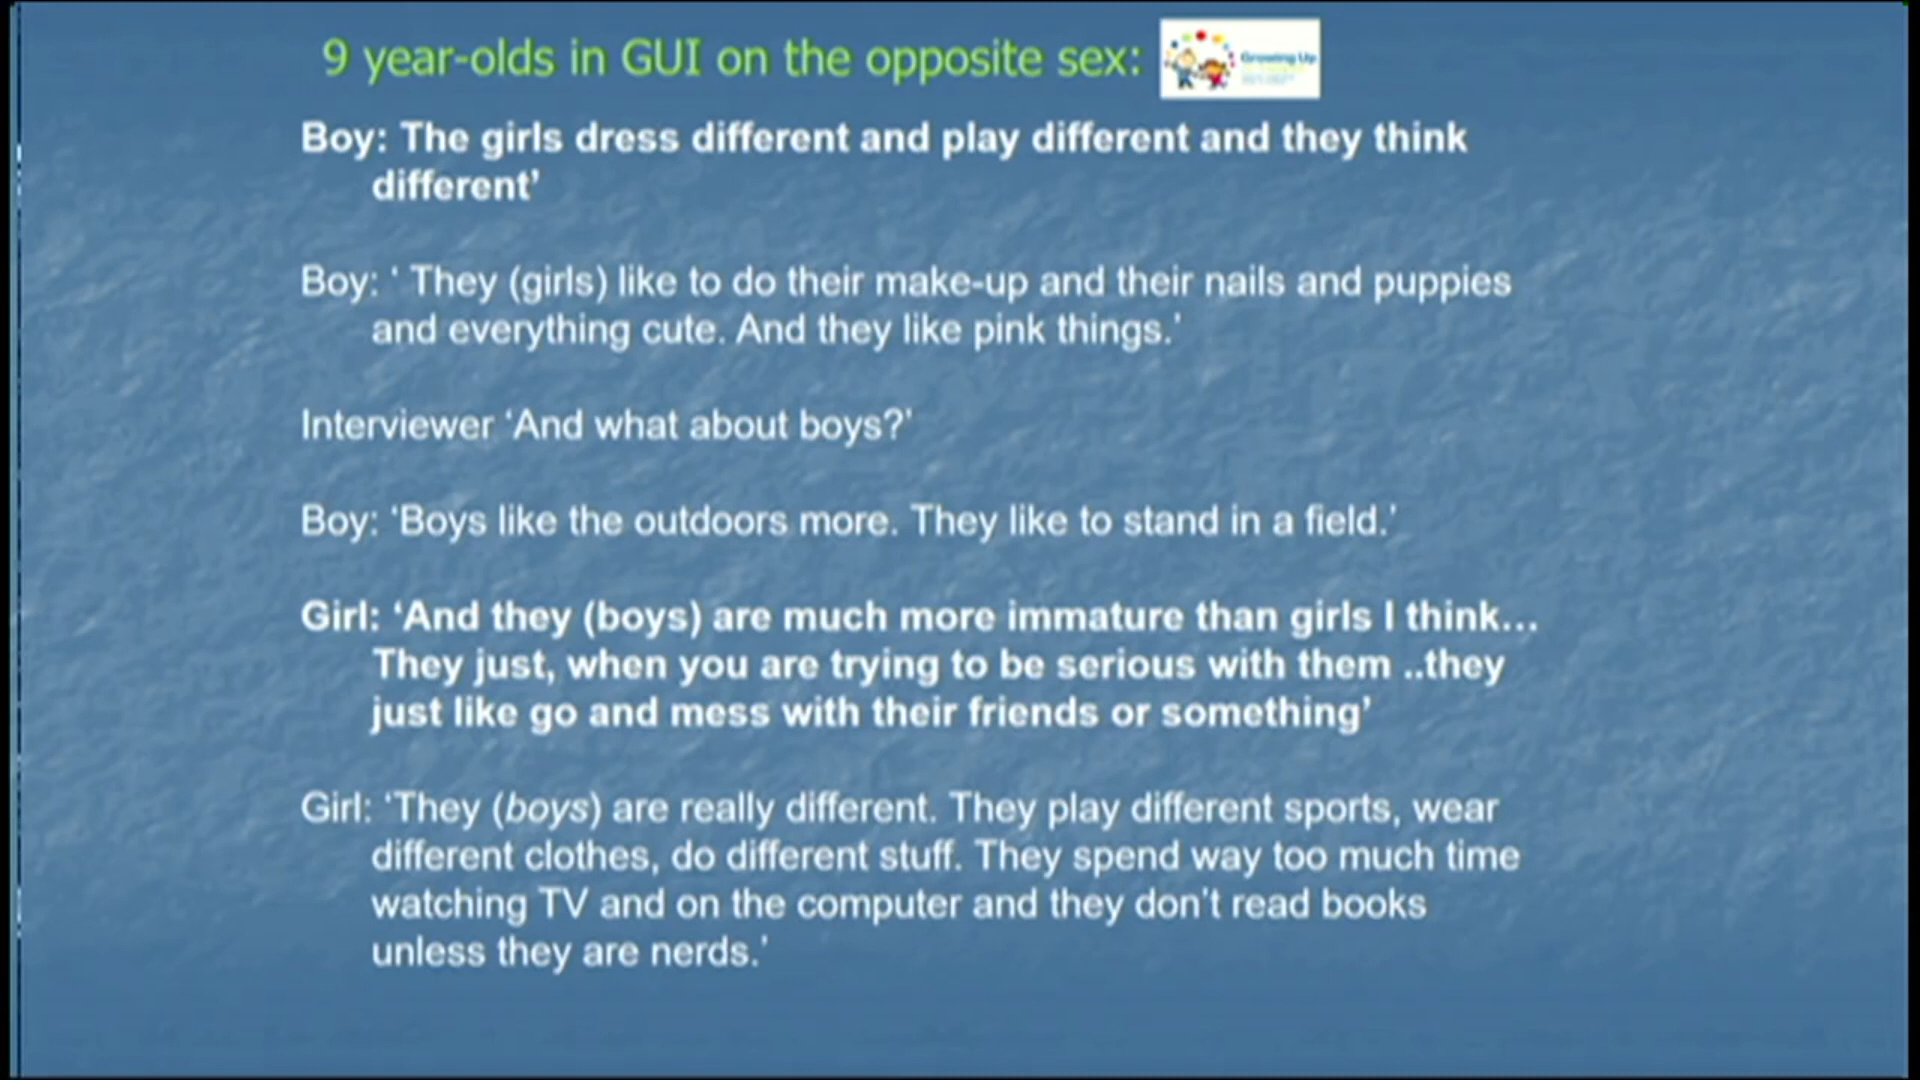 9 year-olds in GUI on the opposite sex:
Growing Up
Boy: The girls dress different and play different and they think
different’
Boy: ‘ They (girls) like to do their make-up and their nails and puppies
and everything cute. And they like pink things.’
Interviewer ‘And what about boys?’
Boy: ‘Boys like the outdoors more. They like to stand in a field.’
Girl: ‘And they (boys) are much more immature than girls I think...
They just, when you are trying to be serious with them ..they
just like go and mess with their friends or something’
Girl: ‘They (boys) are really different. They play different sports, wear
different clothes, do different stuff. They spend way too much time
watching TV and on the computer and they don’t read books
unless they are nerds.’